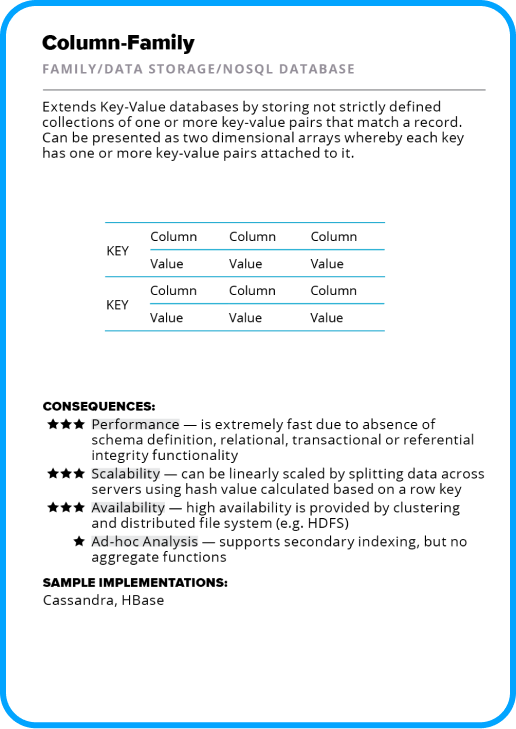 Column-Family
FAMILY/DATA STORAGE/NOSQL DATABASE
Extends Key-Value databases by storing not strictly defined
collections of one or more key-value pairs that match a record.
Can be presented as two dimensional arrays whereby each key
has one or more key-value pairs attached to it.
KEY
Column Column Column
Value Value Value
KEY
Column Column Column
Value Value Value
CONSEQUENCES:
★★★ Performance — is extremely fast due to absence of
schema definition, relational, transactional or referential
integrity functionality
★★★ Scalability — can be linearly scaled by splitting data across
servers using hash value calculated based on a row key
★★★ Availability — high availability is provided by clustering
and distributed file system (e.g. HDFS)
★ Ad-hoc Analysis — supports secondary indexing, but no
aggregate functions
SAMPLE IMPLEMENTATIONS:
Cassandra, HBase